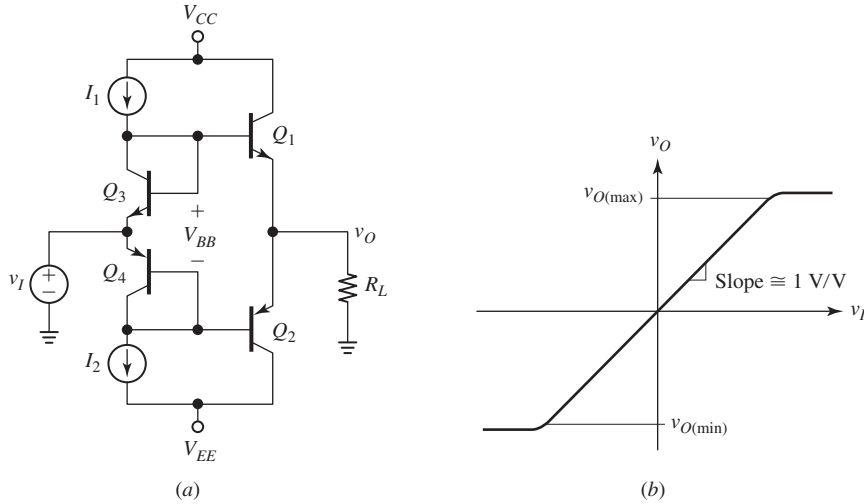 V_CC
I_1
Q_1
Q_3
+
V_BB
−
v_O
v_I
+
−
Q_4
R_L
Q_2
I_2
V_EE
(a)
v_O
v_O(max)
Slope ≅ 1 V/V
v_I
v_O(min)
(b)